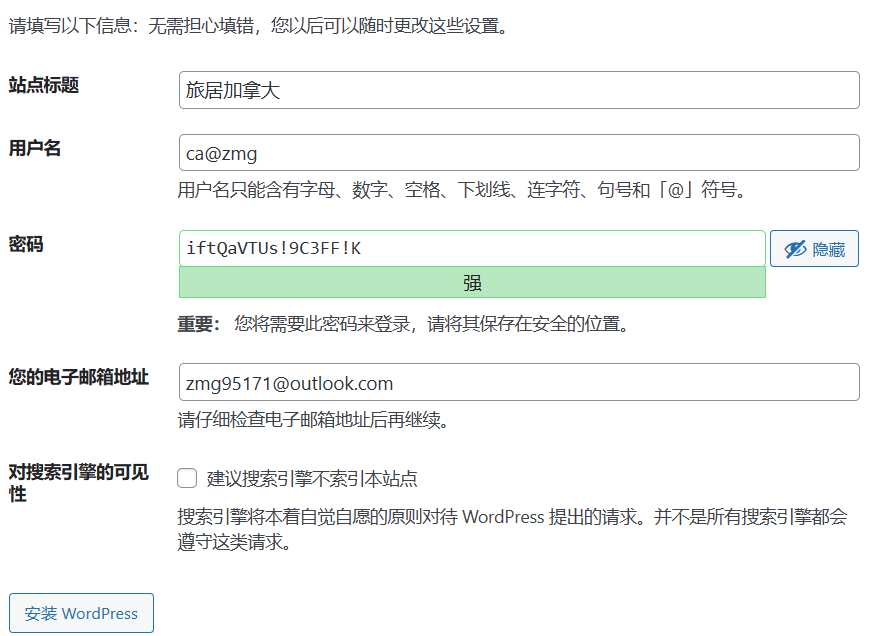 请填写以下信息：无需担心填错，您以后可以随时更改这些设置。
站点标题
旅居加拿大
用户名
ca@zmg
用户名只能含有字母、数字、空格、下划线、连字符、句号和「@」符号。
密码
iftQaVTUs!9C3FF!K
隐藏
强
重要： 您将需要此密码来登录，请将其保存在安全的位置。
您的电子邮箱地址
zmg95171@outlook.com
请仔细检查电子邮箱地址后再继续。
对搜索引擎的可见
性
建议搜索引擎不索引本站点
搜索引擎将本着自觉自愿的原则对待 WordPress 提出的请求。并不是所有搜索引擎都会
遵守这类请求。
安装 WordPress